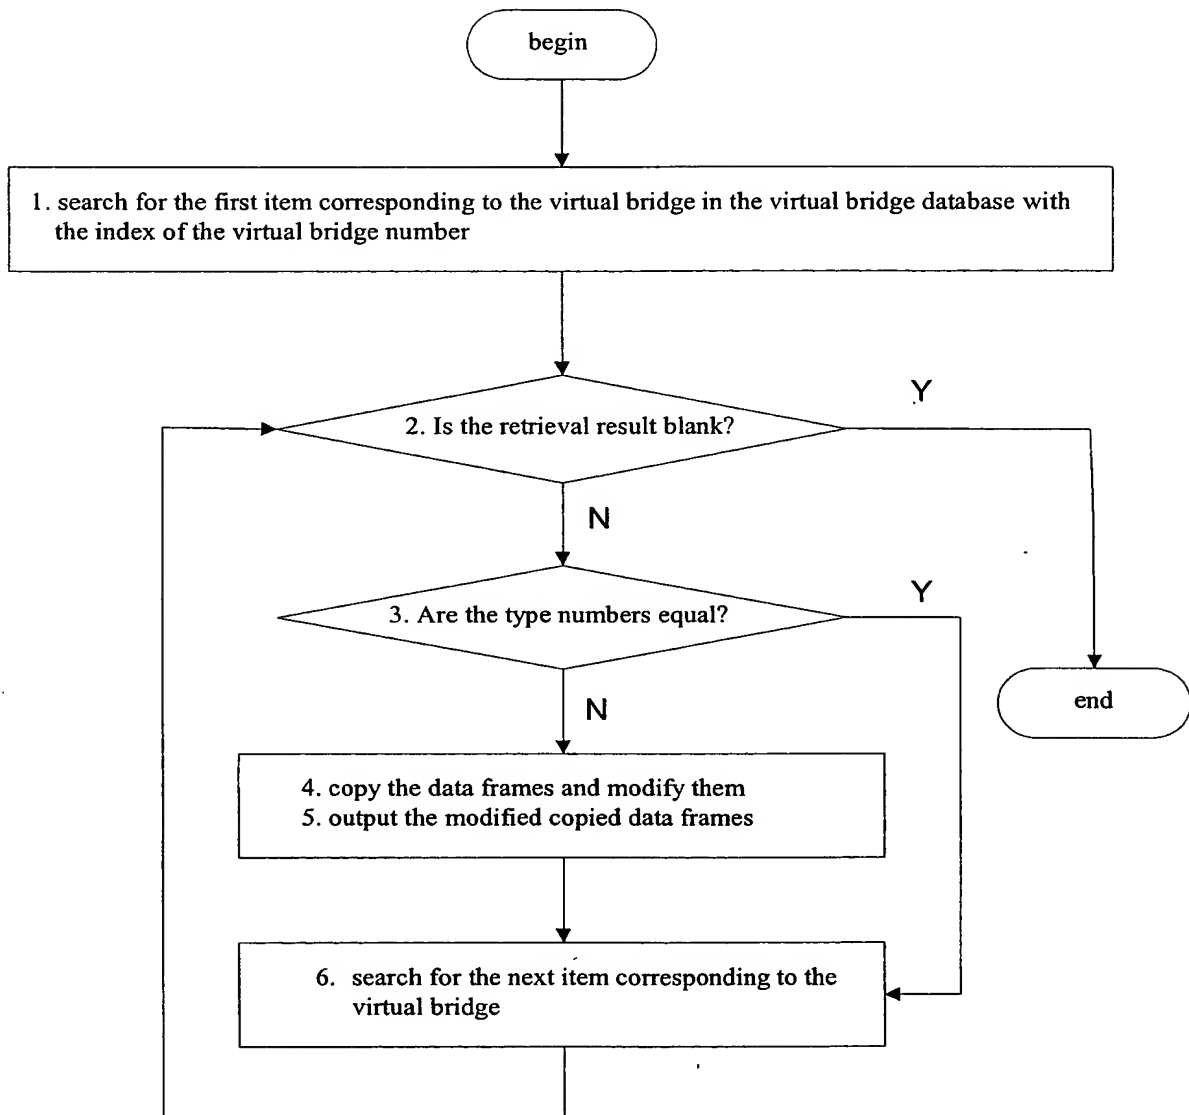 begin
1. search for the first item corresponding to the virtual bridge in the virtual bridge database with
the index of the virtual bridge number
2. Is the retrieval result blank?
Y
N
3. Are the type numbers equal?
Y
N
end
4. copy the data frames and modify them
5. output the modified copied data frames
6. search for the next item corresponding to the
virtual bridge